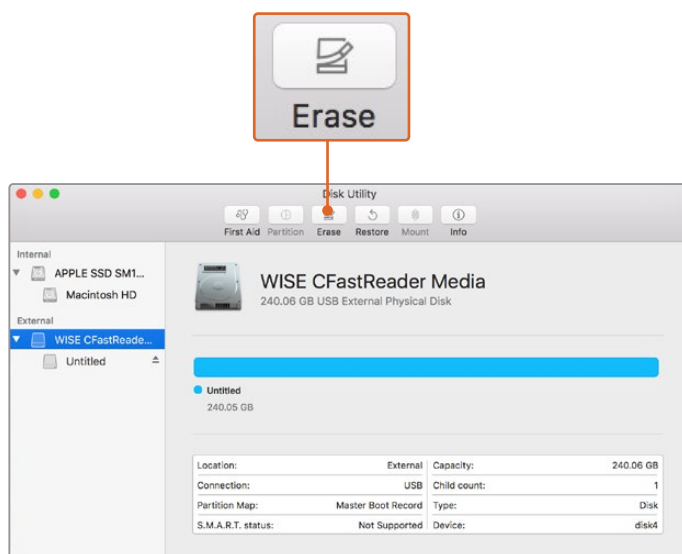 Erase
Disk Utility
First Aid Partition Erase Restore Mount Info
Internal
APPLE SSD SM1...
Macintosh HD
External
WISE CFastReade...
Untitled
WISE CFastReader Media
240.06 GB USB External Physical Disk
Untitled
240.05 GB
Location: External Capacity: 240.06 GB
Connection: USB Child count: 1
Partition Map: Master Boot Record Type: Disk
S.M.A.R.T. status: Not Supported Device: disk4